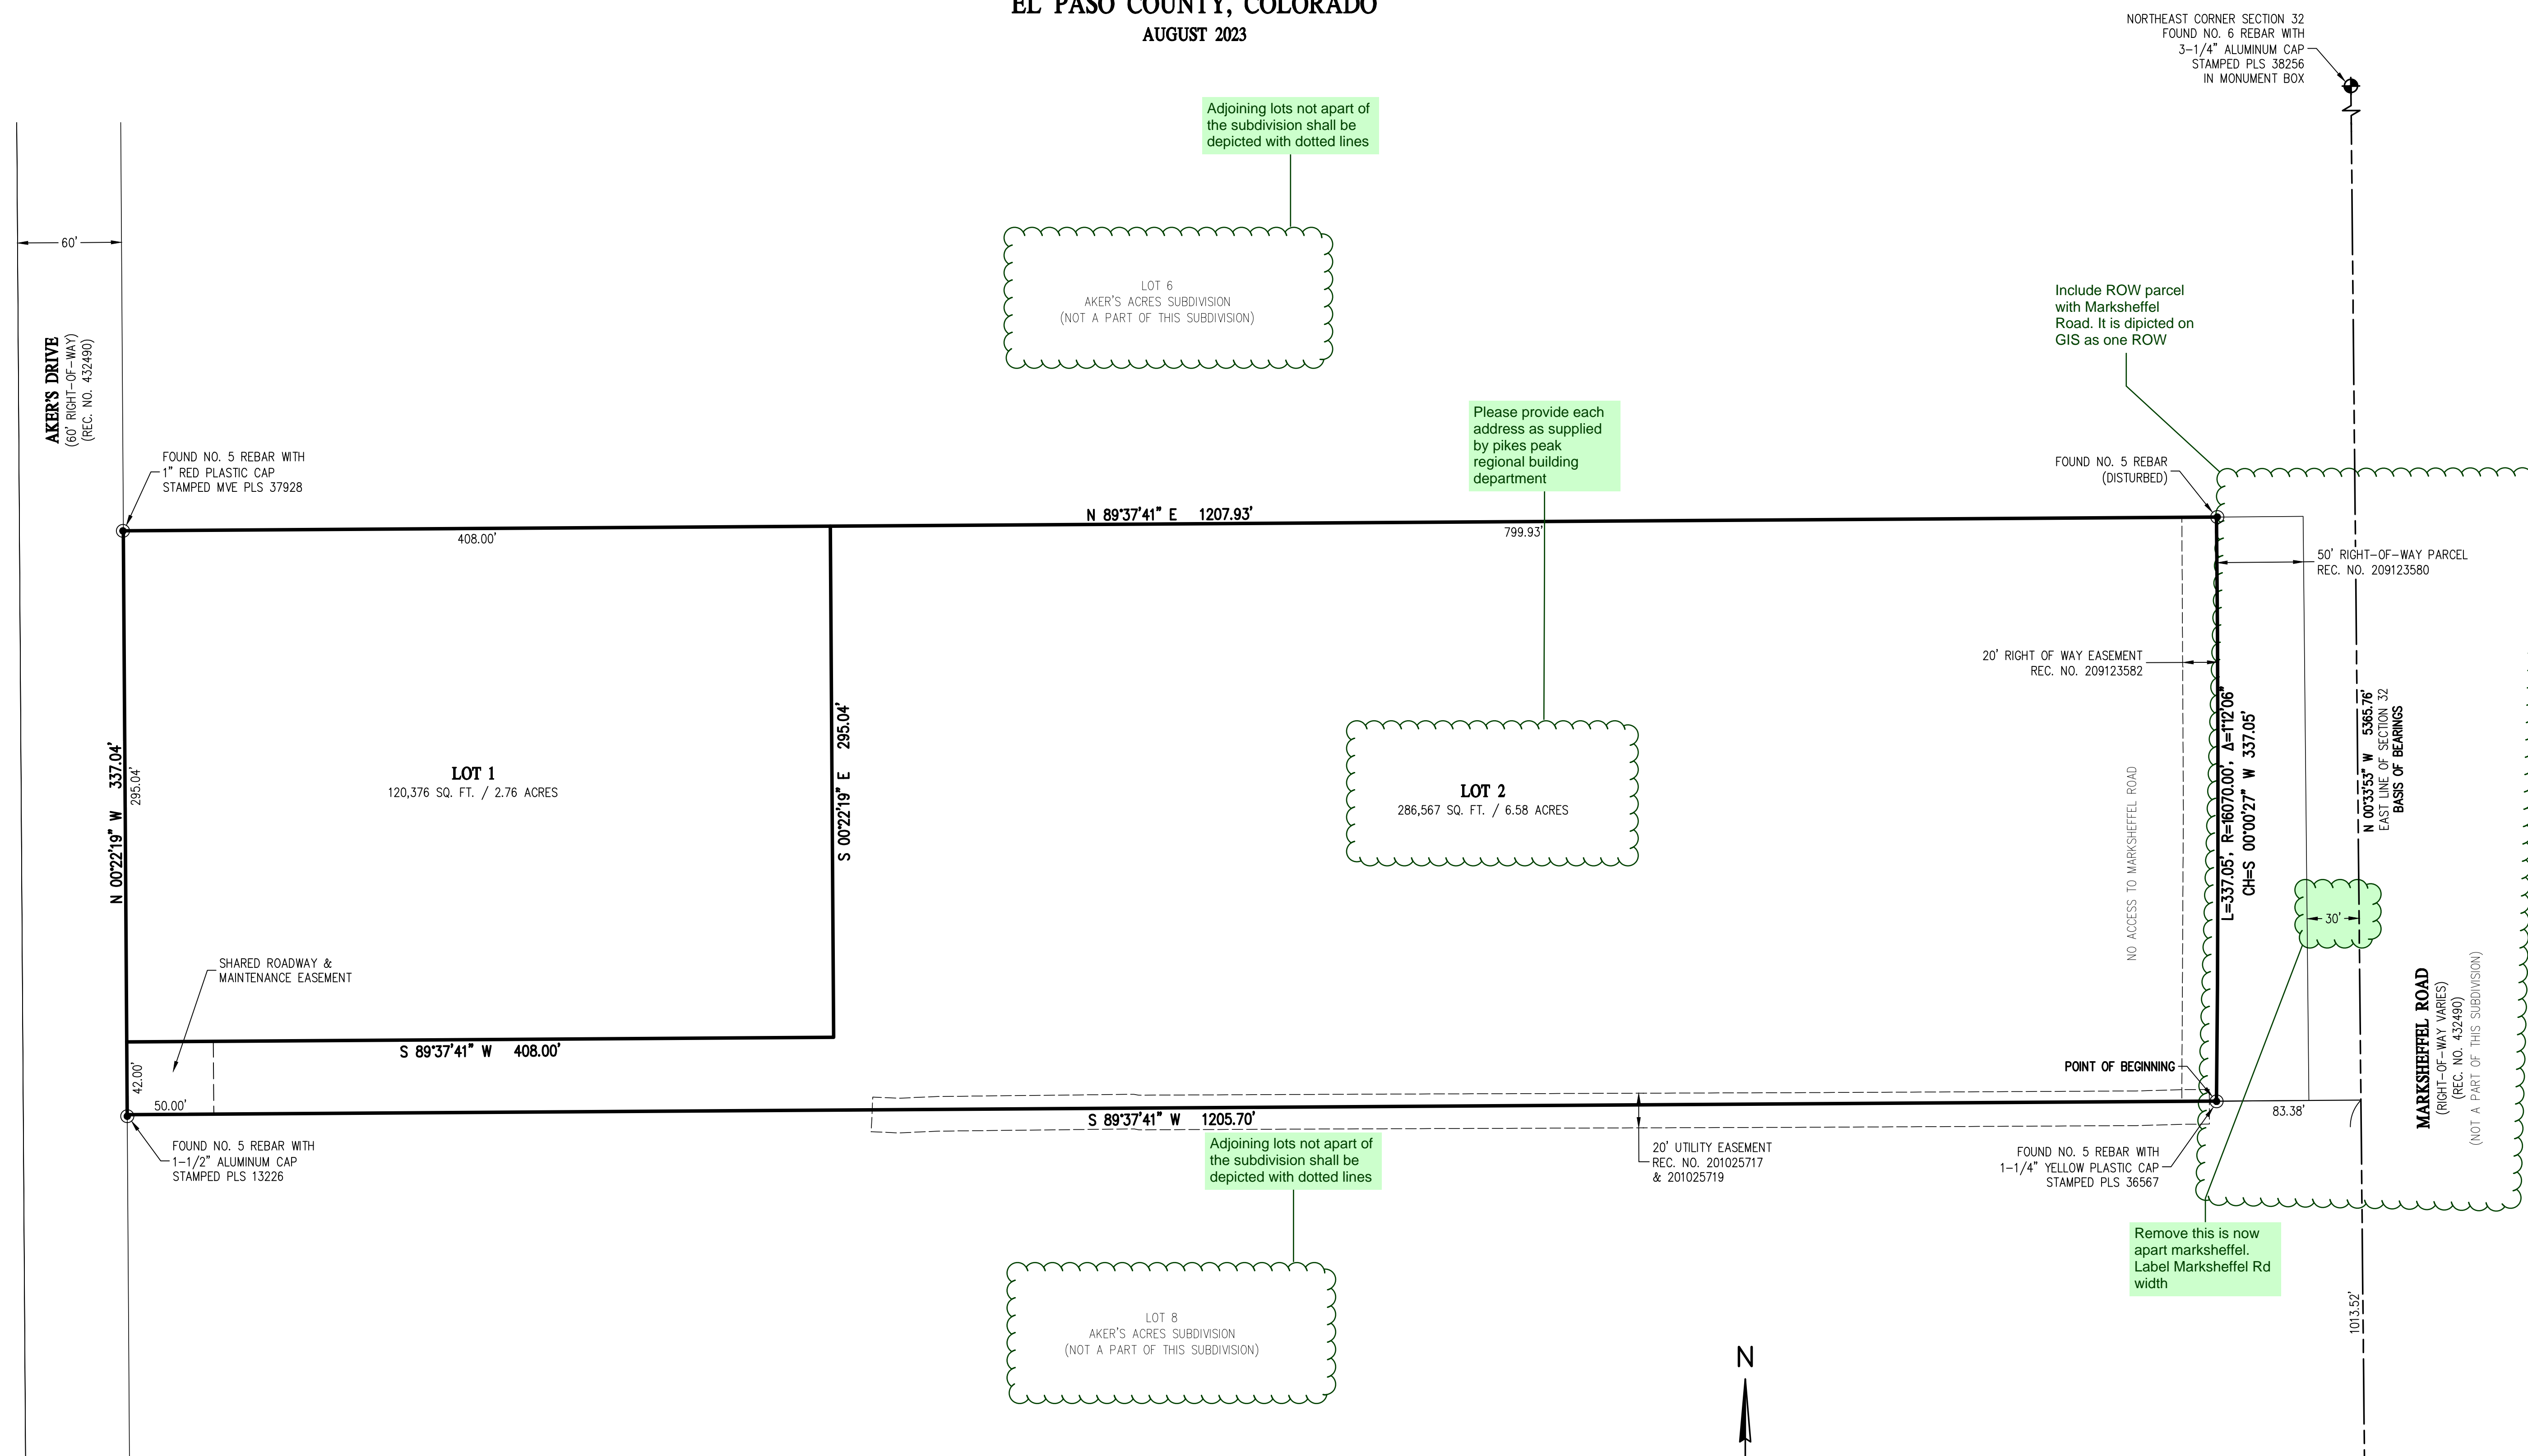 EL PASO COUNTY, COLORADO
AUGUST 2023
NORTHEAST CORNER SECTION 32
FOUND NO. 6 REBAR WITH
3-1/4" ALUMINUM CAP
STAMPED PLS 38256
IN MONUMENT BOX
Adjoining lots not apart of
the subdivision shall be
depicted with dotted lines
60'
LOT 6
AKER'S ACRES SUBDIVISION
(NOT A PART OF THIS SUBDIVISION)
Include ROW parcel
with Marksheffel
Road. It is dipicted on
GIS as one ROW
AKER'S DRIVE
(60' RIGHT-OF-WAY)
(REC. NO. 432490)
Please provide each
address as supplied
by pikes peak
regional building
department
FOUND NO. 5 REBAR WITH
1" RED PLASTIC CAP
STAMPED MVE PLS 37928
FOUND NO. 5 REBAR
(DISTURBED)
N 89°37'41" E 1207.93'
408.00'
799.93'
50' RIGHT-OF-WAY PARCEL
REC. NO. 209123580
20' RIGHT OF WAY EASEMENT
REC. NO. 209123582
N 00°22'19" W 337.04'
295.04'
LOT 1
120,376 SQ. FT. / 2.76 ACRES
S 00°22'19" E 295.04'
LOT 2
286,567 SQ. FT. / 6.58 ACRES
NO ACCESS TO MARKSHEFFEL ROAD
L=337.05', R=16070.00', Δ=1°12'06"
CH=S 00°00'27" W 337.05'
N 00°33'53" W 5365.76'
EAST LINE OF SECTION 32
BASIS OF BEARINGS
30'
SHARED ROADWAY &
MAINTENANCE EASEMENT
S 89°37'41" W 408.00'
42.00'
50.00'
POINT OF BEGINNING
MARKSHEFFEL ROAD
(RIGHT-OF-WAY VARIES)
(REC. NO. 432490)
(NOT A PART OF THIS SUBDIVISION)
S 89°37'41" W 1205.70'
83.38'
FOUND NO. 5 REBAR WITH
1-1/2" ALUMINUM CAP
STAMPED PLS 13226
Adjoining lots not apart of
the subdivision shall be
depicted with dotted lines
20' UTILITY EASEMENT
REC. NO. 201025717
& 201025719
FOUND NO. 5 REBAR WITH
1-1/4" YELLOW PLASTIC CAP
STAMPED PLS 36567
Remove this is now
apart marksheffel.
Label Marksheffel Rd
width
LOT 8
AKER'S ACRES SUBDIVISION
(NOT A PART OF THIS SUBDIVISION)
1013.52'
N